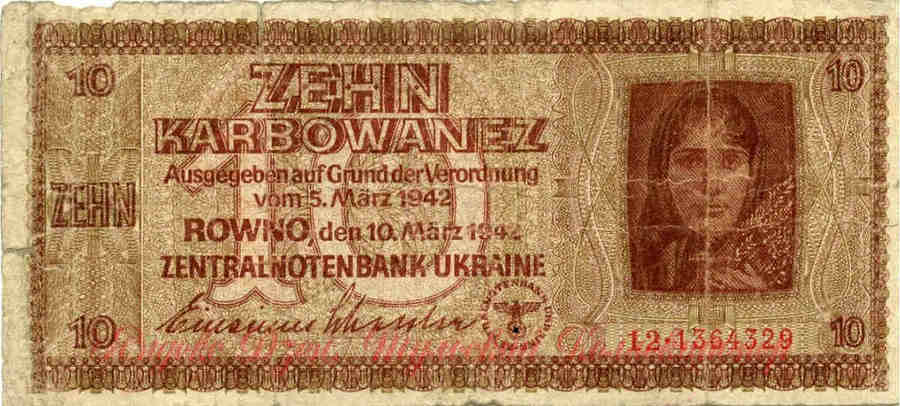 10
10
ZEHN
KARBOWANEZ
Ausgegeben auf Grund der Verordnung
vom 5. März 1942
ROWNO, den 10. März 1942
ZENTRALNOTENBANK UKRAINE
ZEHN
10
12·1364329
10